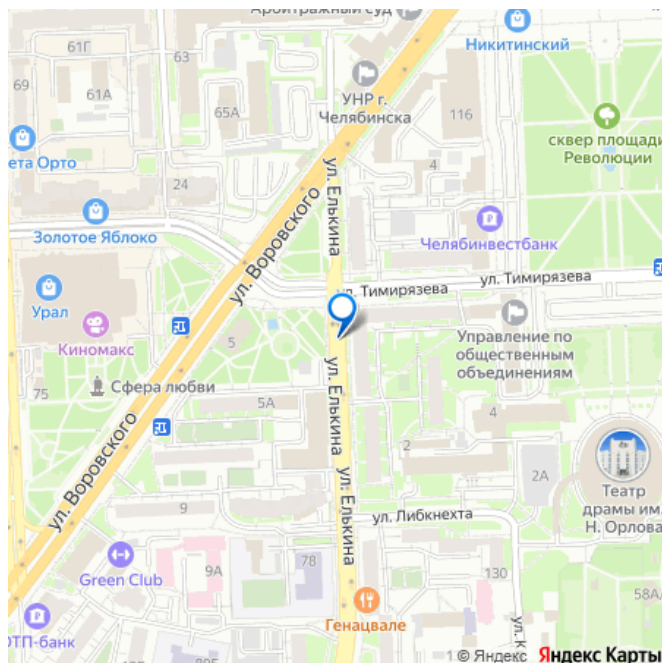 Арбитражный суд
Никитинский
61Г
63
69
61А
65А
УНР г.
Челябинска
116
4
сквер площади
Революции
ета Орто
24
ул. Елькина
ул. Воровского
Золотое Яблоко
Челябинвестбанк
ул. Тимирязева
ул. Тимирязева
Урал
Киномакс
5
Управление по
общественным
объединениям
75
Сфера любви
5А
ул. Елькина
4
2
2А
ул. Воровского
ул. Елькина
Театр
драмы им.
Н. Орлова
9
ул. Либкнехта
Green Club
9А
78
130
58А
ОТП-банк
Генацвале
ул. К
80Б
1
© Яндекс Яндекс Карты